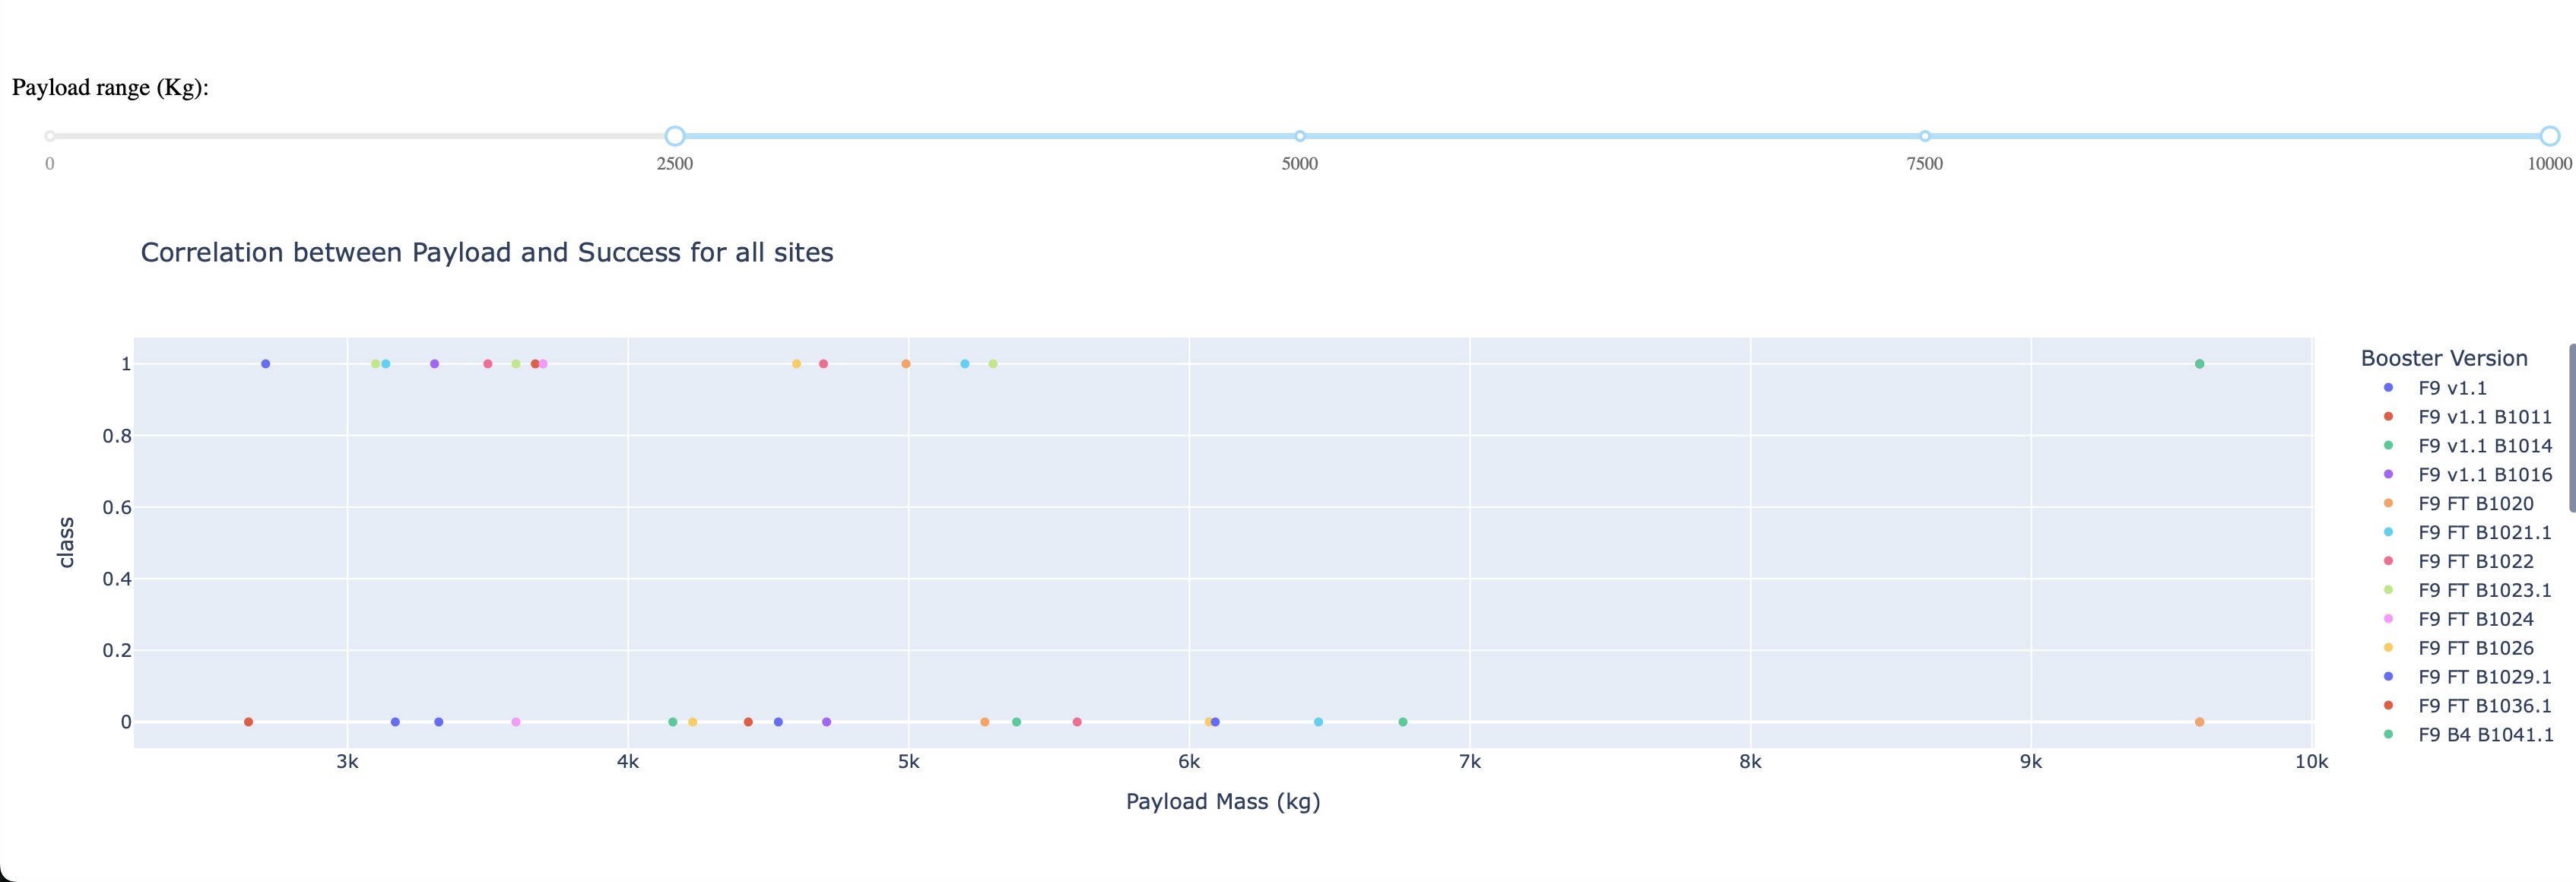 Payload range (Kg):
0 2500 5000 7500 10000
Correlation between Payload and Success for all sites
1
0.8
0.6
0.4
0.2
0
class
3k 4k 5k 6k 7k 8k 9k 10k
Payload Mass (kg)
Booster Version
F9 v1.1
F9 v1.1 B1011
F9 v1.1 B1014
F9 v1.1 B1016
F9 FT B1020
F9 FT B1021.1
F9 FT B1022
F9 FT B1023.1
F9 FT B1024
F9 FT B1026
F9 FT B1029.1
F9 FT B1036.1
F9 B4 B1041.1